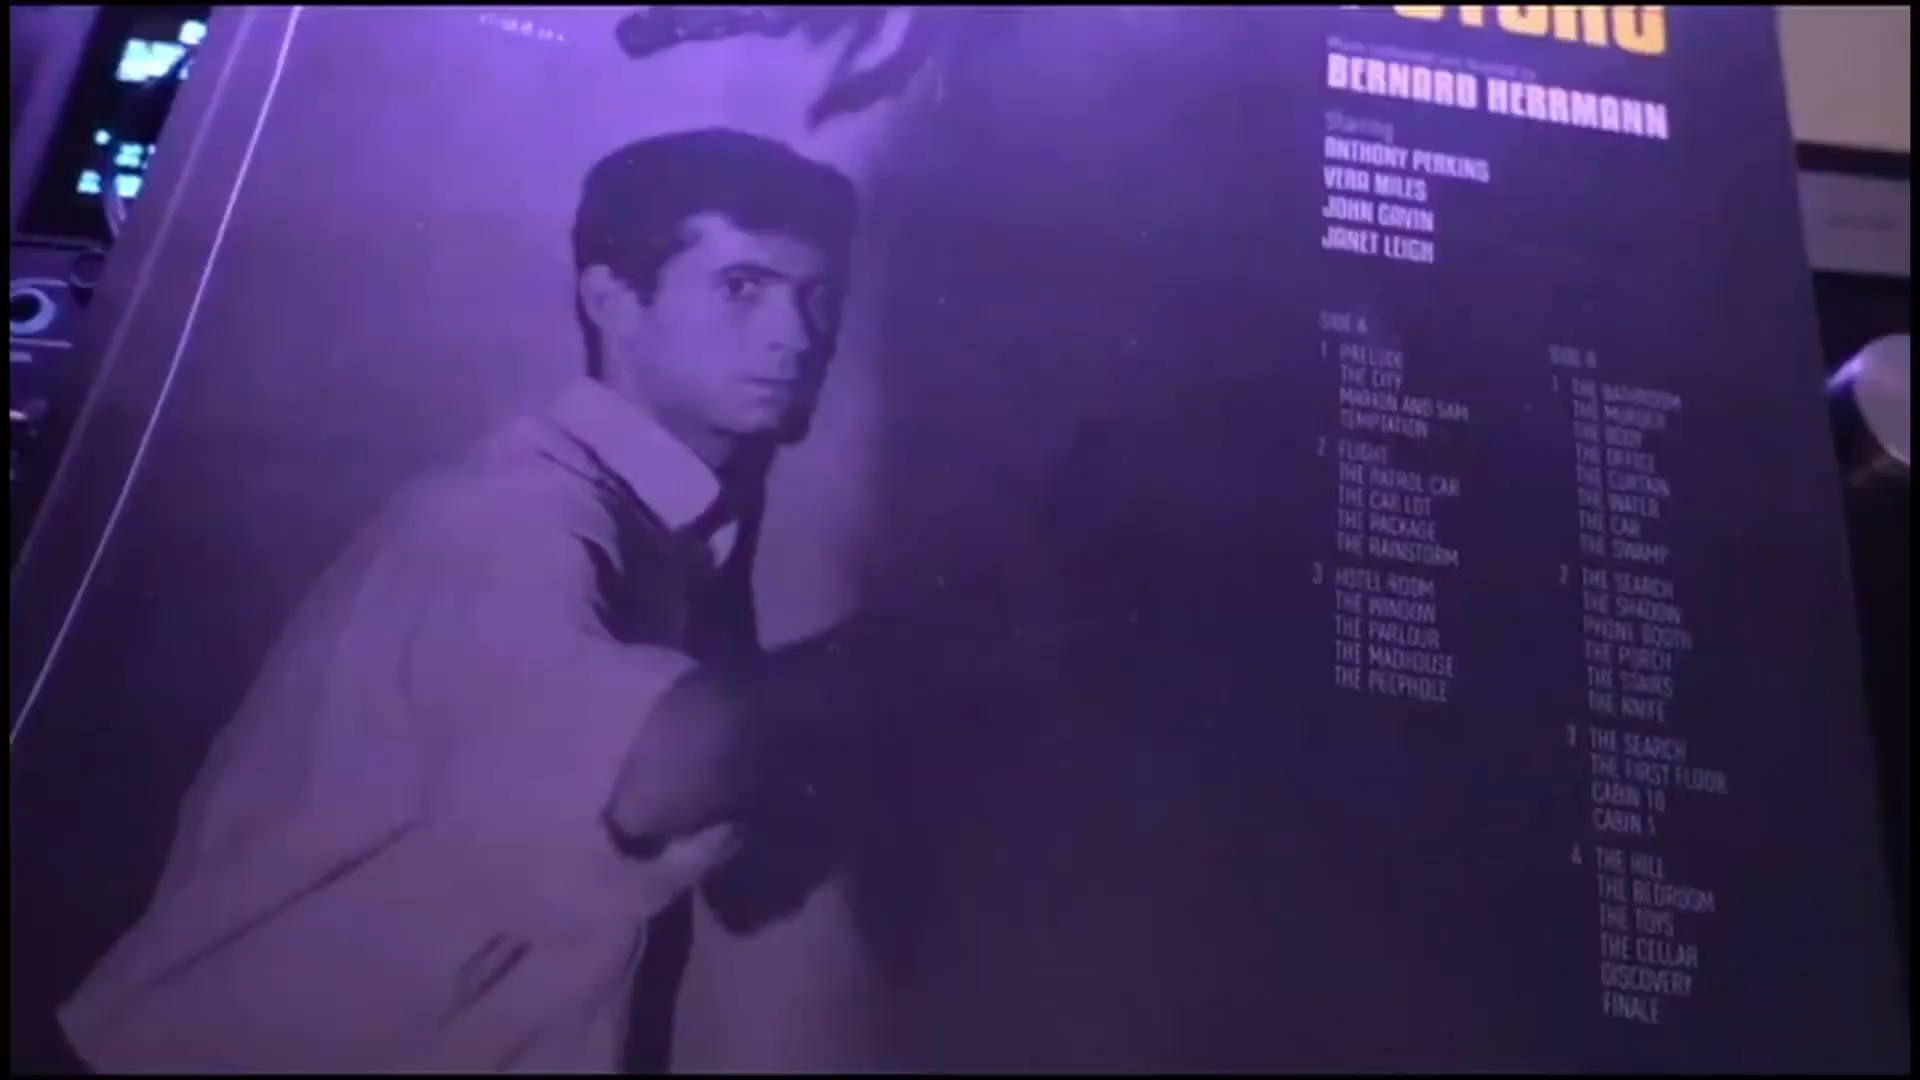 BERNARD HERRMANN
Starring
ANTHONY PERKINS
VERA MILES
JOHN GAVIN
JANET LEIGH
SIDE A
1 PRELUDE
THE CITY
MARION AND SAM
TEMPTATION
2 FLIGHT
THE PATROL CAR
THE CAR LOT
THE PACKAGE
THE RAINSTORM
3 HOTEL ROOM
THE WINDOW
THE PARLOUR
THE MADHOUSE
THE PEEPHOLE
SIDE B
1 THE BATHROOM
THE MURDER
THE BODY
THE OFFICE
THE CURTAIN
THE WATER
THE CAR
THE SWAMP
2 THE SEARCH
THE SHADOW
PHONE BOOTH
THE PORCH
THE STAIRS
THE KNIFE
3 THE SEARCH
THE FIRST FLOOR
CABIN 10
CABIN 1
4 THE HILL
THE BEDROOM
THE TOYS
THE CELLAR
DISCOVERY
FINALE